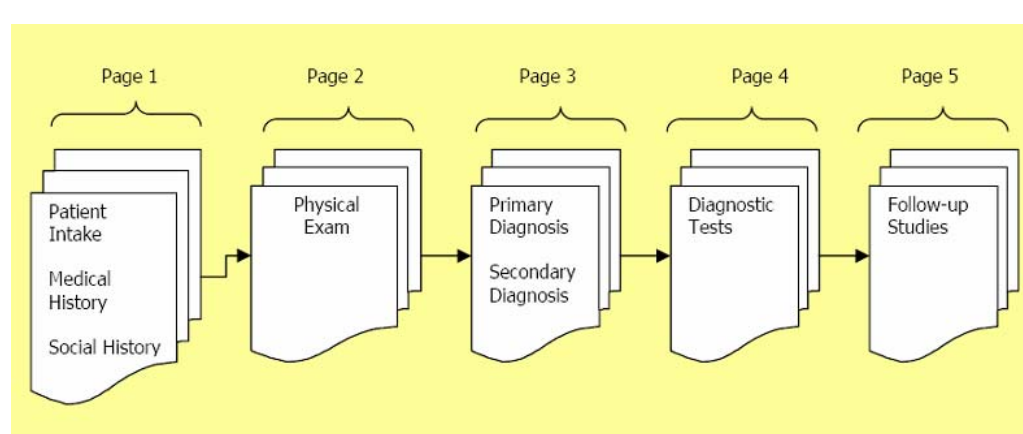 Page 1
Page 2
Page 3
Page 4
Page 5
Patient
Intake
Medical
History
Social History
Physical
Exam
Primary
Diagnosis
Secondary
Diagnosis
Diagnostic
Tests
Follow-up
Studies